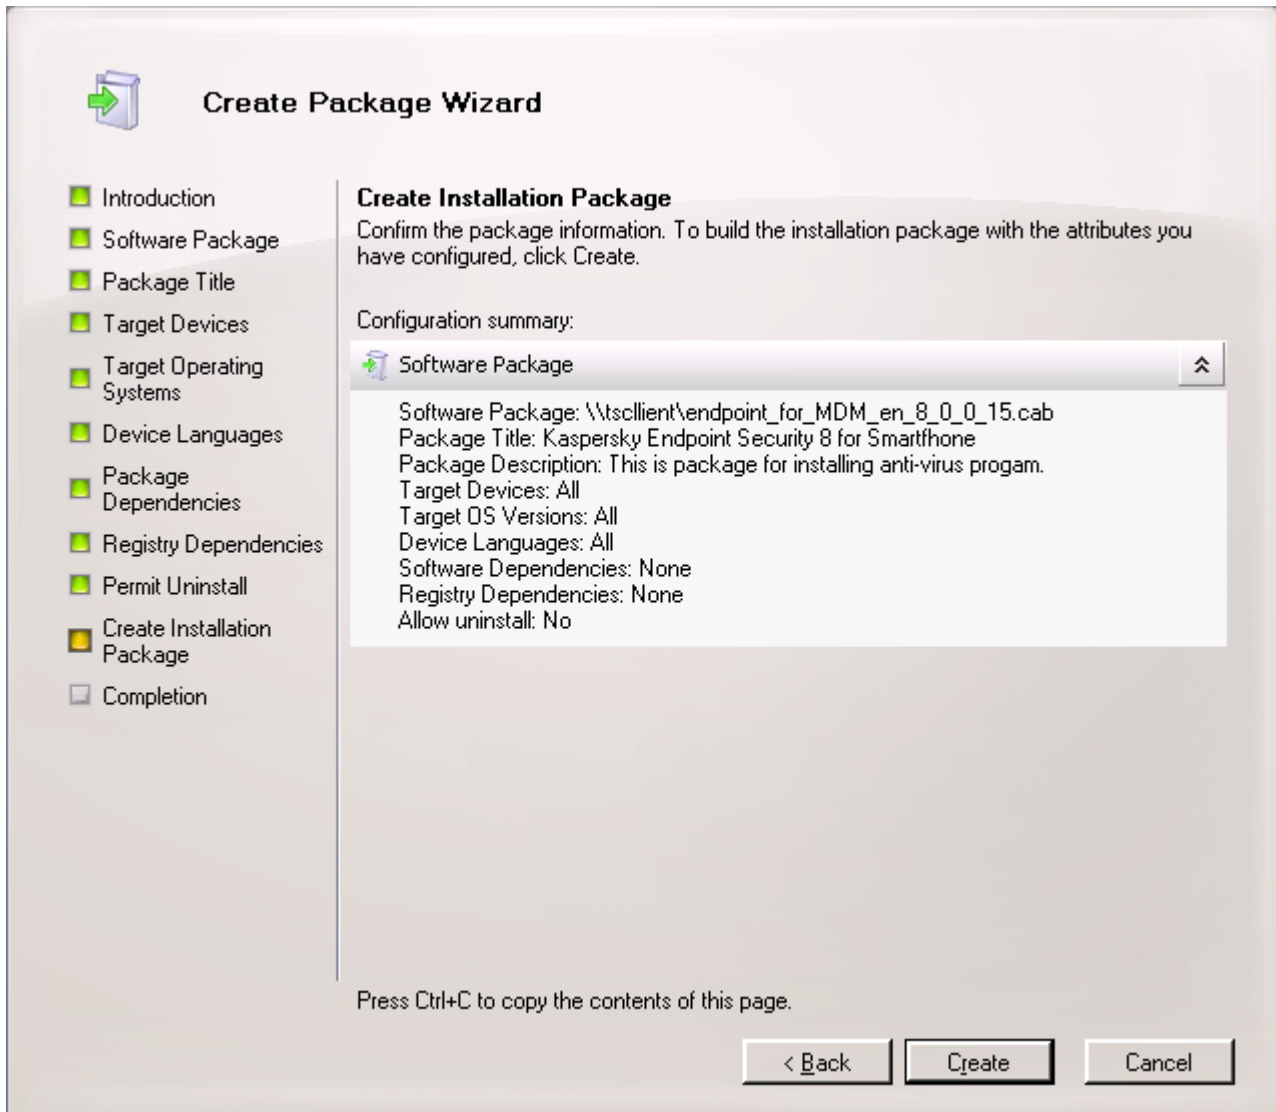 Create Package Wizard
Introduction
Software Package
Package Title
Target Devices
Target Operating
Systems
Device Languages
Package
Dependencies
Registry Dependencies
Permit Uninstall
Create Installation
Package
Completion
Create Installation Package
Confirm the package information. To build the installation package with the attributes you
have configured, click Create.
Configuration summary:
Software Package
Software Package: \\tscllient\endpoint_for_MDM_en_8_0_0_15.cab
Package Title: Kaspersky Endpoint Security 8 for Smartfhone
Package Description: This is package for installing anti-virus progam.
Target Devices: All
Target OS Versions: All
Device Languages: All
Software Dependencies: None
Registry Dependencies: None
Allow uninstall: No
Press Ctrl+C to copy the contents of this page.
< Back
Create
Cancel